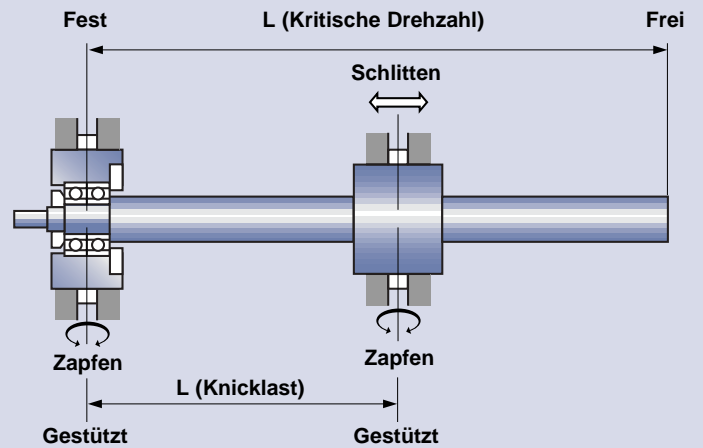 Fest
L (Kritische Drehzahl)
Frei
Schlitten
Zapfen
Zapfen
L (Knicklast)
Gestützt
Gestützt